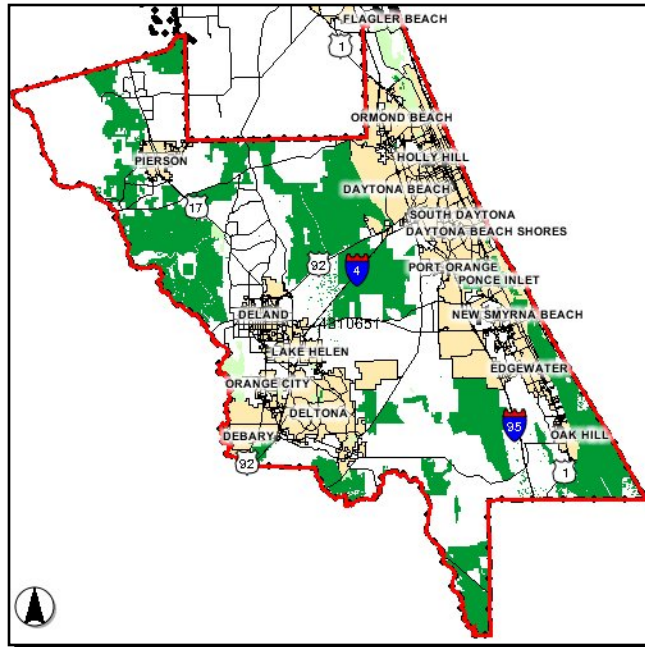 FLAGLER BEACH
1
ORMOND BEACH
HOLLY HILL
PIERSON
DAYTONA BEACH
17
SOUTH DAYTONA
DAYTONA BEACH SHORES
92
4
PORT ORANGE
PONCE INLET
DELAND
NEW SMYRNA BEACH
4310651
LAKE HELEN
EDGEWATER
ORANGE CITY
DELTONA
95
DEBARY
OAK HILL
92
1